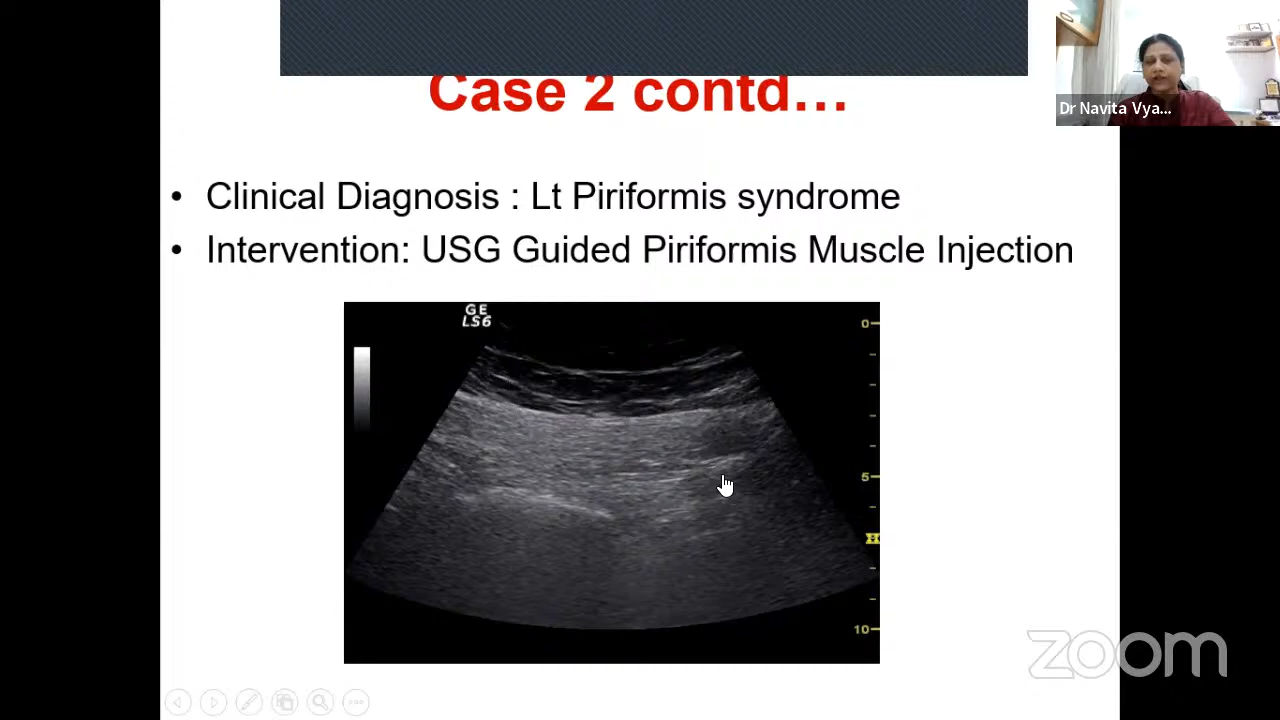 Case 2 contd...
Dr Navita Vya...
• Clinical Diagnosis : Lt Piriformis syndrome
• Intervention: USG Guided Piriformis Muscle Injection
GE
LS6
0
5
10
zoom